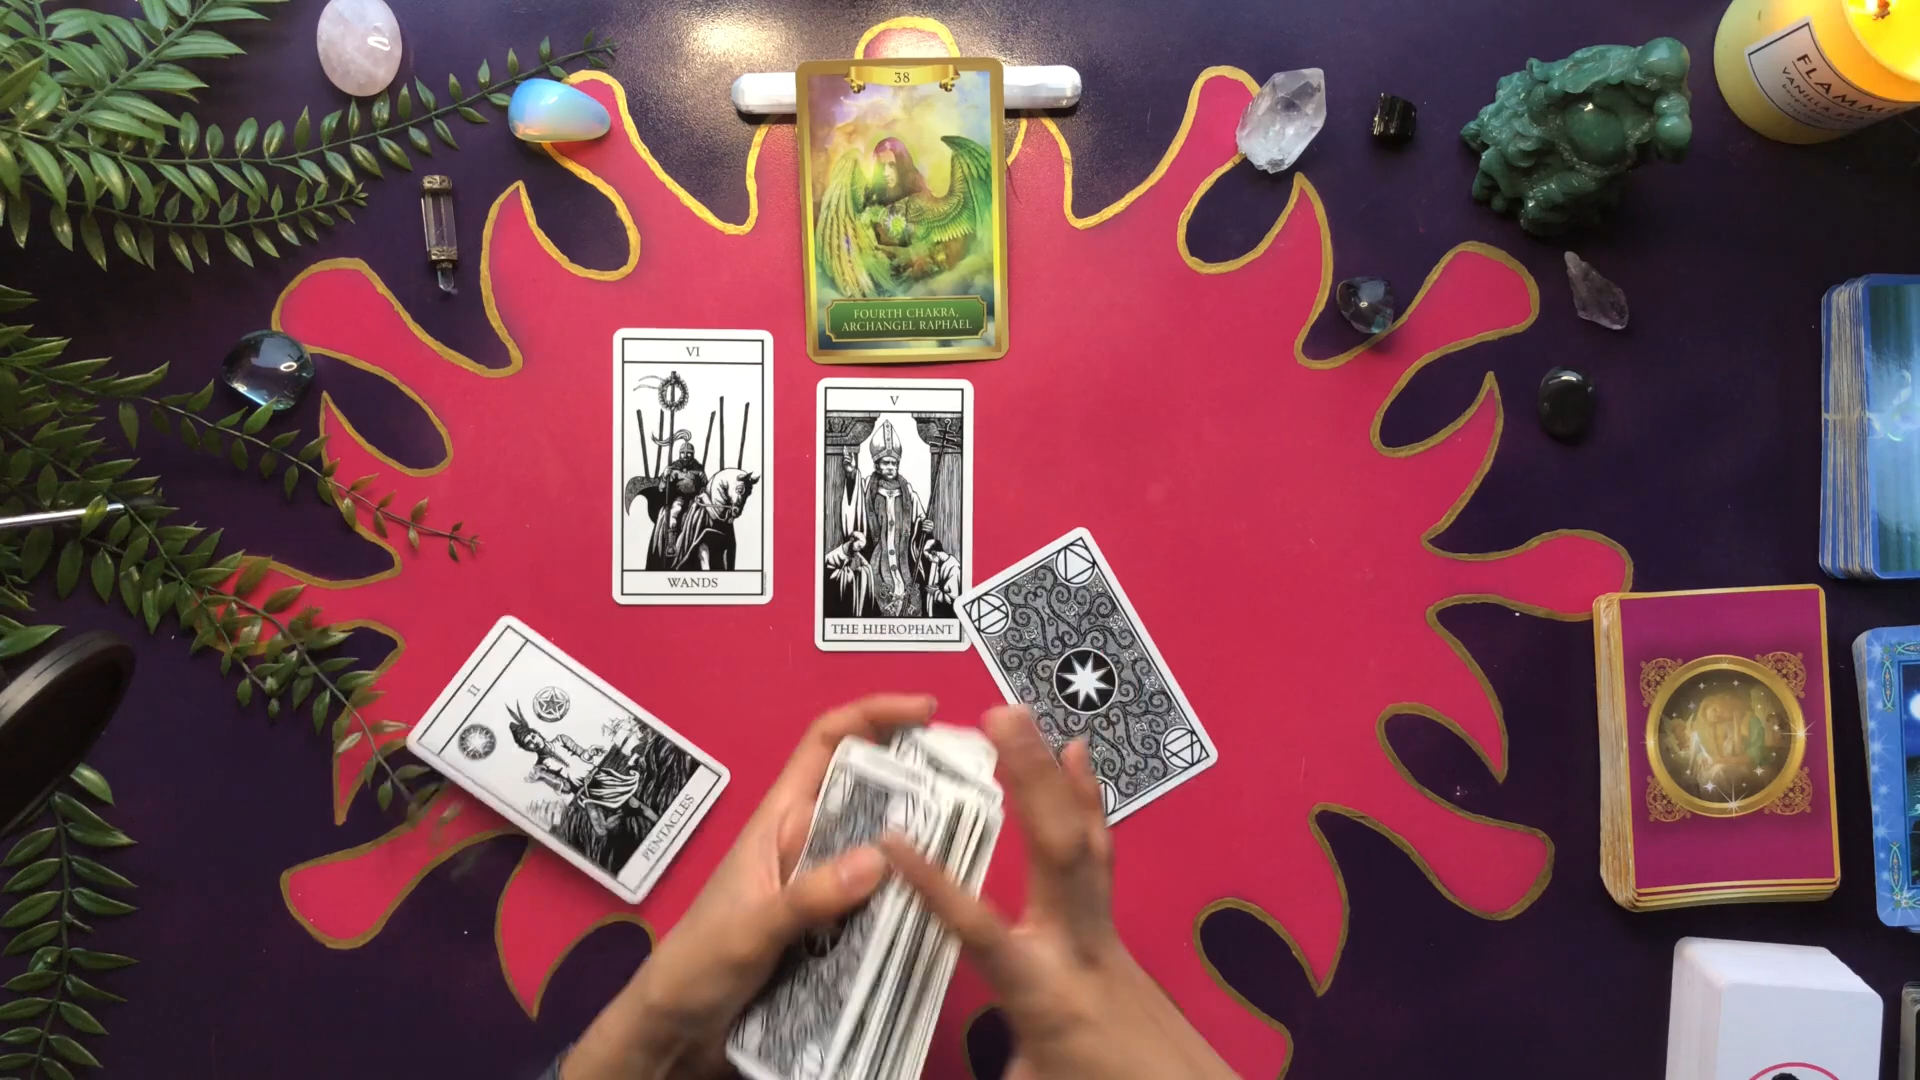 38
FOURTH CHAKRA,
ARCHANGEL RAPHAEL
VI
WANDS
V
THE HIEROPHANT
II
PENTACLES
FLAMM
VANILLA